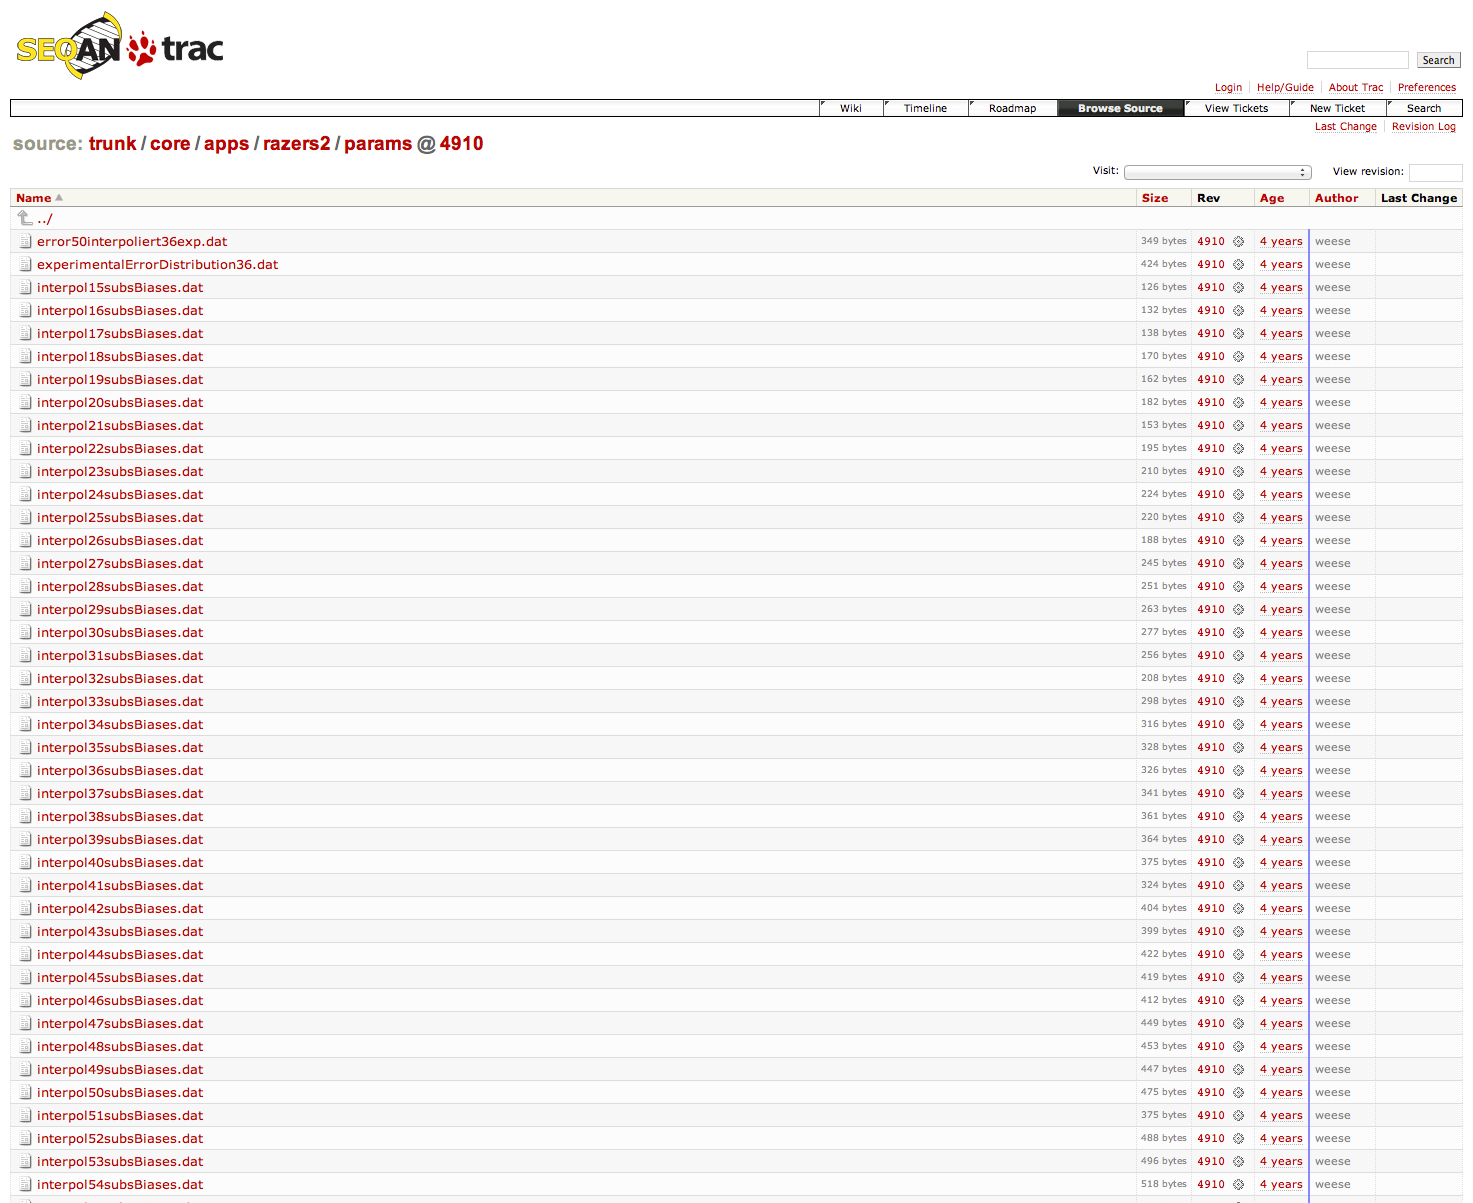 SEQAN trac
Search
Login Help/Guide About Trac Preferences
Wiki Timeline Roadmap Browse Source View Tickets New Ticket Search
Last Change Revision Log
source: trunk / core / apps / razers2 / params @ 4910
Visit: View revision:
Name Size Rev Age Author Last Change
../
error50interpoliert36exp.dat 349 bytes 4910 4 years weese
experimentalErrorDistribution36.dat 424 bytes 4910 4 years weese
interpol15subsBiases.dat 126 bytes 4910 4 years weese
interpol16subsBiases.dat 132 bytes 4910 4 years weese
interpol17subsBiases.dat 138 bytes 4910 4 years weese
interpol18subsBiases.dat 170 bytes 4910 4 years weese
interpol19subsBiases.dat 162 bytes 4910 4 years weese
interpol20subsBiases.dat 182 bytes 4910 4 years weese
interpol21subsBiases.dat 153 bytes 4910 4 years weese
interpol22subsBiases.dat 195 bytes 4910 4 years weese
interpol23subsBiases.dat 210 bytes 4910 4 years weese
interpol24subsBiases.dat 224 bytes 4910 4 years weese
interpol25subsBiases.dat 220 bytes 4910 4 years weese
interpol26subsBiases.dat 188 bytes 4910 4 years weese
interpol27subsBiases.dat 245 bytes 4910 4 years weese
interpol28subsBiases.dat 251 bytes 4910 4 years weese
interpol29subsBiases.dat 263 bytes 4910 4 years weese
interpol30subsBiases.dat 277 bytes 4910 4 years weese
interpol31subsBiases.dat 256 bytes 4910 4 years weese
interpol32subsBiases.dat 208 bytes 4910 4 years weese
interpol33subsBiases.dat 298 bytes 4910 4 years weese
interpol34subsBiases.dat 316 bytes 4910 4 years weese
interpol35subsBiases.dat 328 bytes 4910 4 years weese
interpol36subsBiases.dat 326 bytes 4910 4 years weese
interpol37subsBiases.dat 341 bytes 4910 4 years weese
interpol38subsBiases.dat 361 bytes 4910 4 years weese
interpol39subsBiases.dat 364 bytes 4910 4 years weese
interpol40subsBiases.dat 375 bytes 4910 4 years weese
interpol41subsBiases.dat 324 bytes 4910 4 years weese
interpol42subsBiases.dat 404 bytes 4910 4 years weese
interpol43subsBiases.dat 399 bytes 4910 4 years weese
interpol44subsBiases.dat 422 bytes 4910 4 years weese
interpol45subsBiases.dat 419 bytes 4910 4 years weese
interpol46subsBiases.dat 412 bytes 4910 4 years weese
interpol47subsBiases.dat 449 bytes 4910 4 years weese
interpol48subsBiases.dat 453 bytes 4910 4 years weese
interpol49subsBiases.dat 447 bytes 4910 4 years weese
interpol50subsBiases.dat 475 bytes 4910 4 years weese
interpol51subsBiases.dat 375 bytes 4910 4 years weese
interpol52subsBiases.dat 488 bytes 4910 4 years weese
interpol53subsBiases.dat 496 bytes 4910 4 years weese
interpol54subsBiases.dat 518 bytes 4910 4 years weese